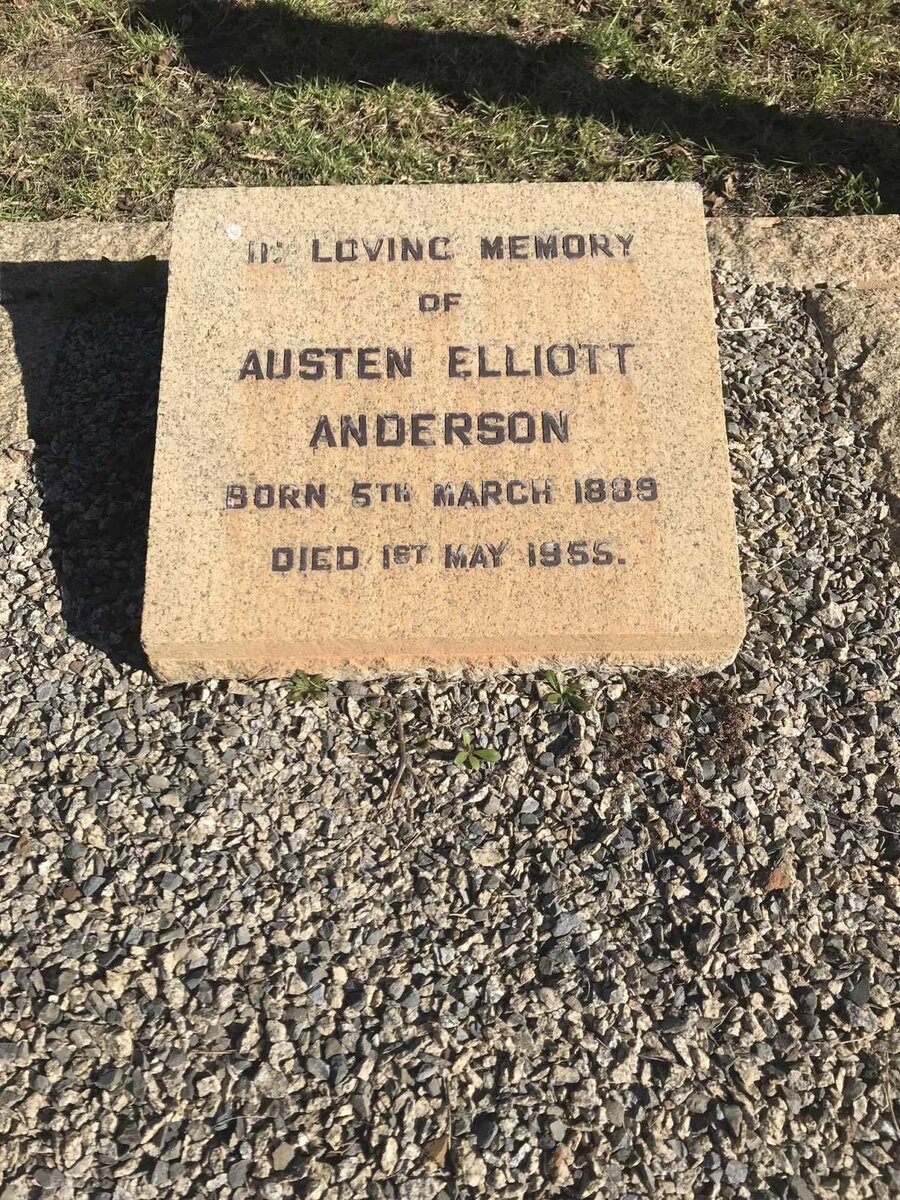 IN LOVING MEMORY
OF
AUSTEN ELLIOTT
ANDERSON
BORN 5TH MARCH 1889
DIED 1ST MAY 1955.